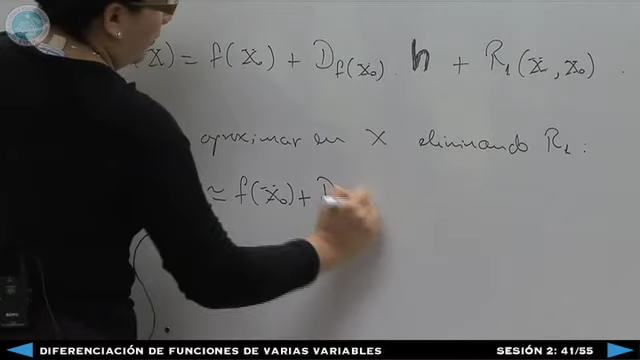 x) = f(x) + D f(x₀) . h + R₁(x, x₀)
aproximar en x eliminando R₁ :
≃ f(x₀) + D
DIFERENCIACIÓN DE FUNCIONES DE VARIAS VARIABLES
SESIÓN 2: 41/55